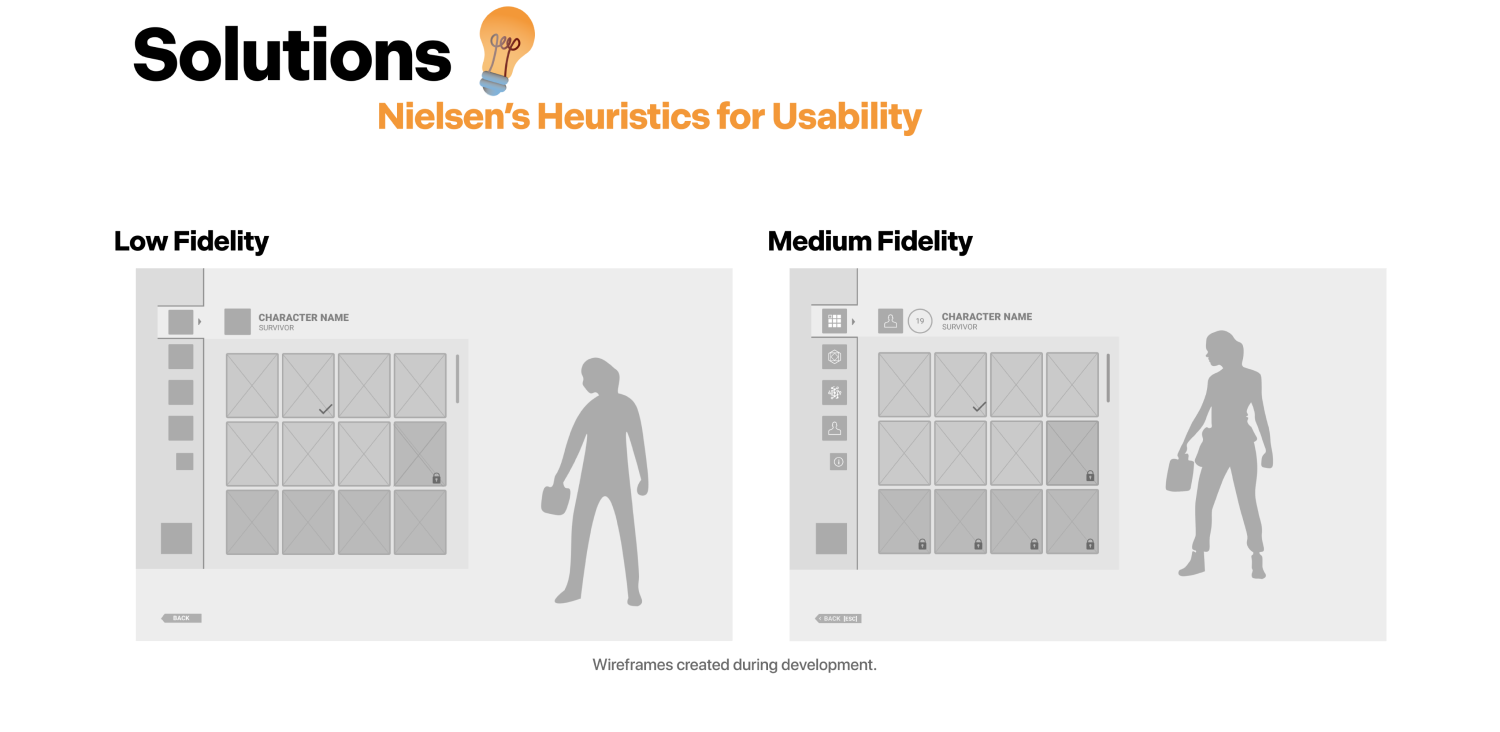 Solutions
Nielsen’s Heuristics for Usability
Low Fidelity
CHARACTER NAME
SURVIVOR
BACK
Medium Fidelity
19
CHARACTER NAME
SURVIVOR
< BACK [ESC]
Wireframes created during development.